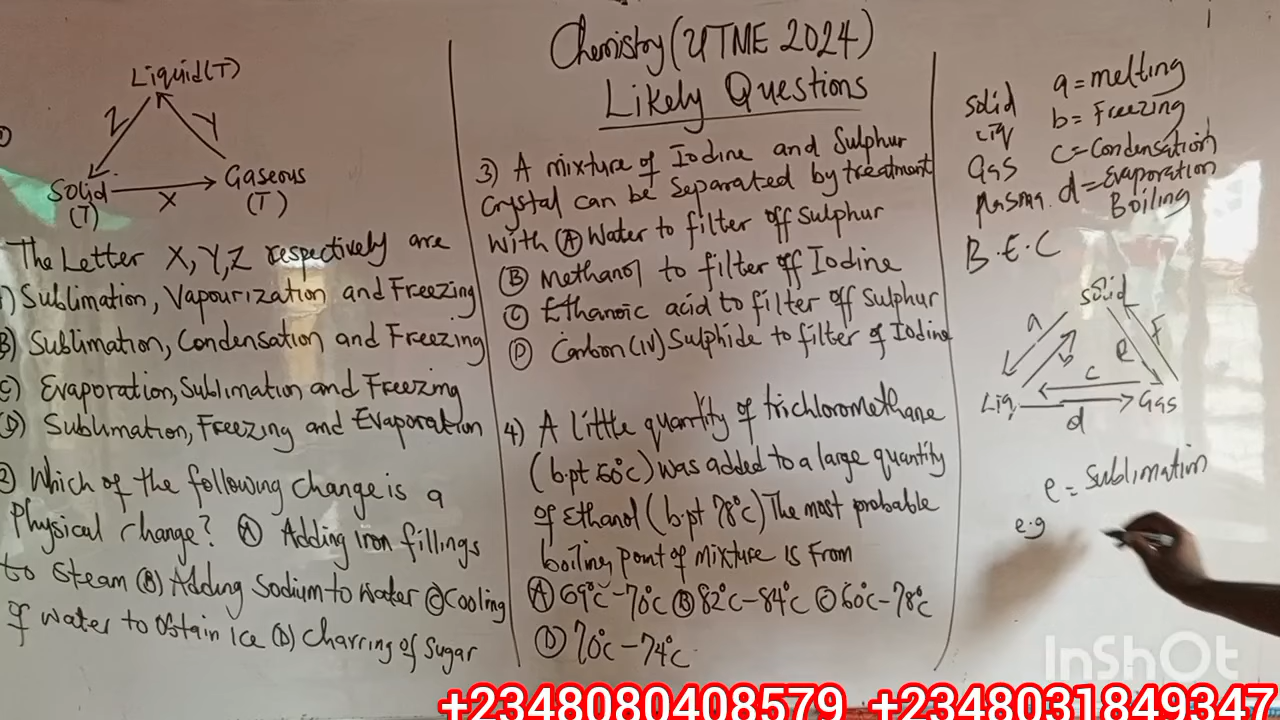 Chemistry (UTME 2024)
Likely Questions
Liquid (T)
Z
Y
Solid
(T)
X
Gaseous
(T)
The Letter X, Y, Z respectively are
Sublimation, Vapourization and Freezing
B) Sublimation, Condensation and Freezing
C) Evaporation, Sublimation and Freezing
D) Sublimation, Freezing and Evaporation
2) Which of the following change is a
Physical change? (A) Adding Iron fillings
to steam (B) Adding Sodium to water (C) Cooling
of water to obtain Ice (D) Charring of Sugar
3) A mixture of Iodine and Sulphur
Crystal can be Separated by treatment
With (A) Water to filter off Sulphur
(B) Methanol to filter off Iodine
(C) Ethanoic acid to filter off Sulphur
(D) Carbon (IV) Sulphide to filter of Iodine
4) A little quantity of trichloromethane
(b.pt 60°c) was added to a large quantity
of Ethanol (b.pt 78°c) The most probable
boiling point of mixture is From
(A) 69°c - 70°c (B) 82°c - 84°c (C) 60°c - 78°c
(D) 70°c - 74°c
Solid
Liq
Gas
Plasma.
B.E.C
a = melting
b = Freezing
c = Condensation
d = Evaporation
Boiling
Solid
a
b
e
F
c
Liq,
Gas
d
e = Sublimation
e.g
InShOt
+2348080408579 +2348031849347